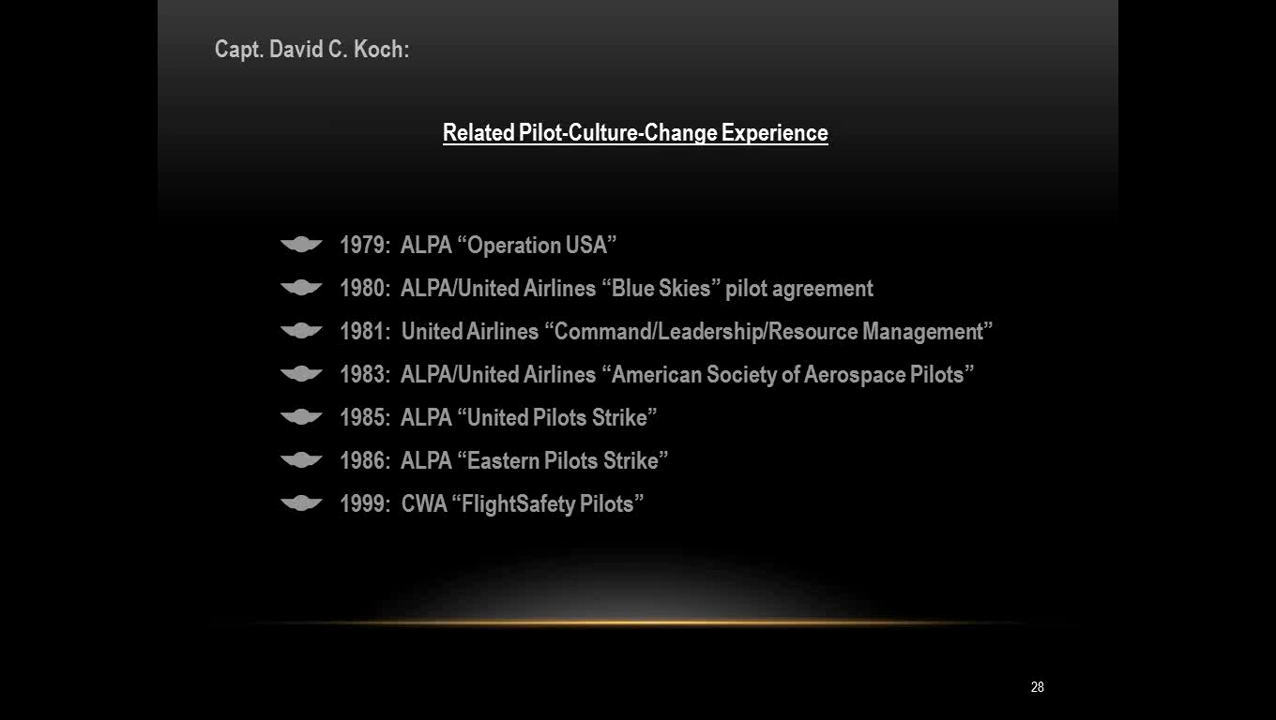 Capt. David C. Koch:
Related Pilot-Culture-Change Experience
1979: ALPA “Operation USA”
1980: ALPA/United Airlines “Blue Skies” pilot agreement
1981: United Airlines “Command/Leadership/Resource Management”
1983: ALPA/United Airlines “American Society of Aerospace Pilots”
1985: ALPA “United Pilots Strike”
1986: ALPA “Eastern Pilots Strike”
1999: CWA “FlightSafety Pilots”
28